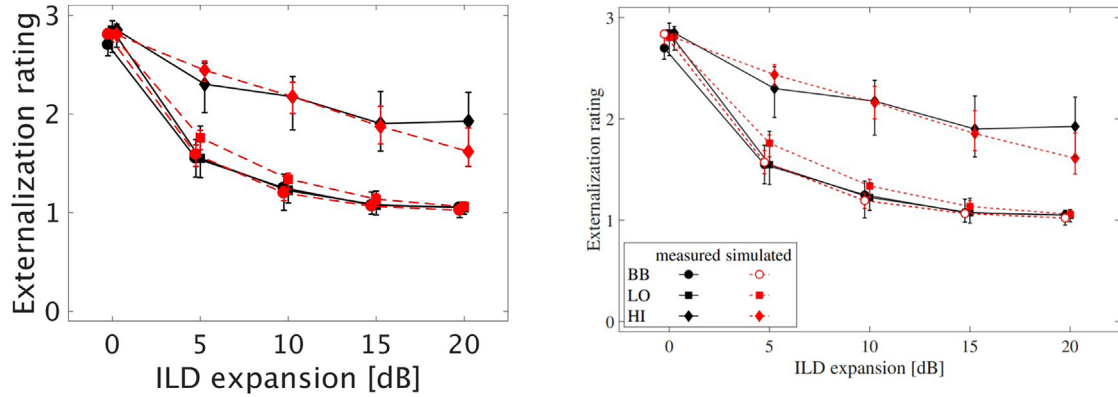 Externalization rating
3
2
1
0
0 5 10 15 20
ILD expansion [dB]
Externalization rating
3
2
1
0
measured simulated
BB
LO
HI
0 5 10 15 20
ILD expansion [dB]